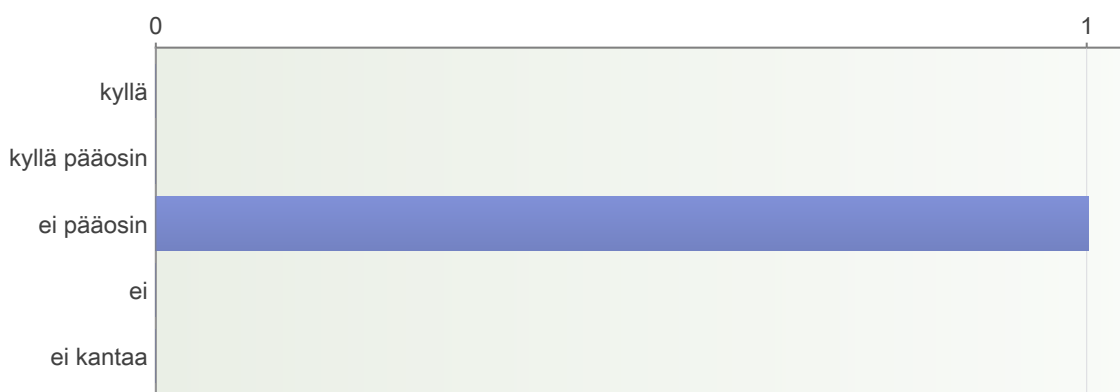 0 1
kyllä
kyllä pääosin
ei pääosin
ei
ei kantaa